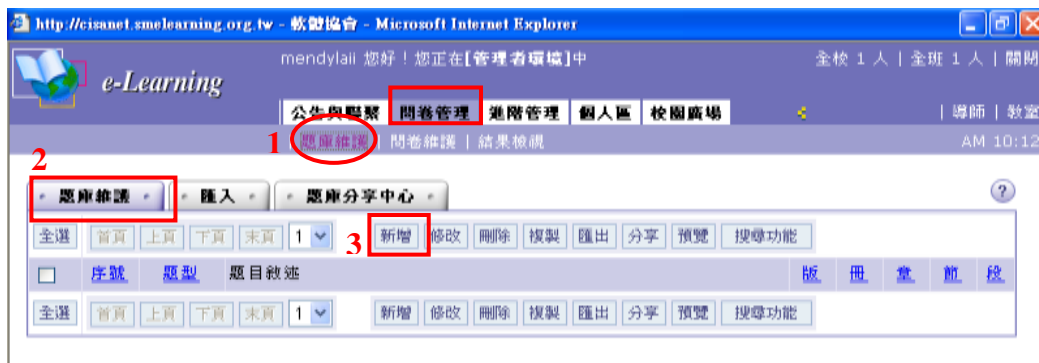 http://cisanet.smelearning.org.tw - 軟體協會 - Microsoft Internet Explorer
mendylaii 您好！您正在[管理者環境]中 全校 1 人 | 全班 1 人 | 關閉
e-Learning
公告與聯繫 問卷管理 進階管理 個人區 校園廣場 | 導師 | 教室
1 題庫維護 | 問卷維護 | 結果檢視 AM 10:12
2
題庫維護 匯入 題庫分享中心 ?
全選 首頁 上頁 下頁 末頁 1 3 新增 修改 刪除 複製 匯出 分享 預覽 搜尋功能
序號 題型 題目敘述 版 冊 章 節 段
全選 首頁 上頁 下頁 末頁 1 新增 修改 刪除 複製 匯出 分享 預覽 搜尋功能